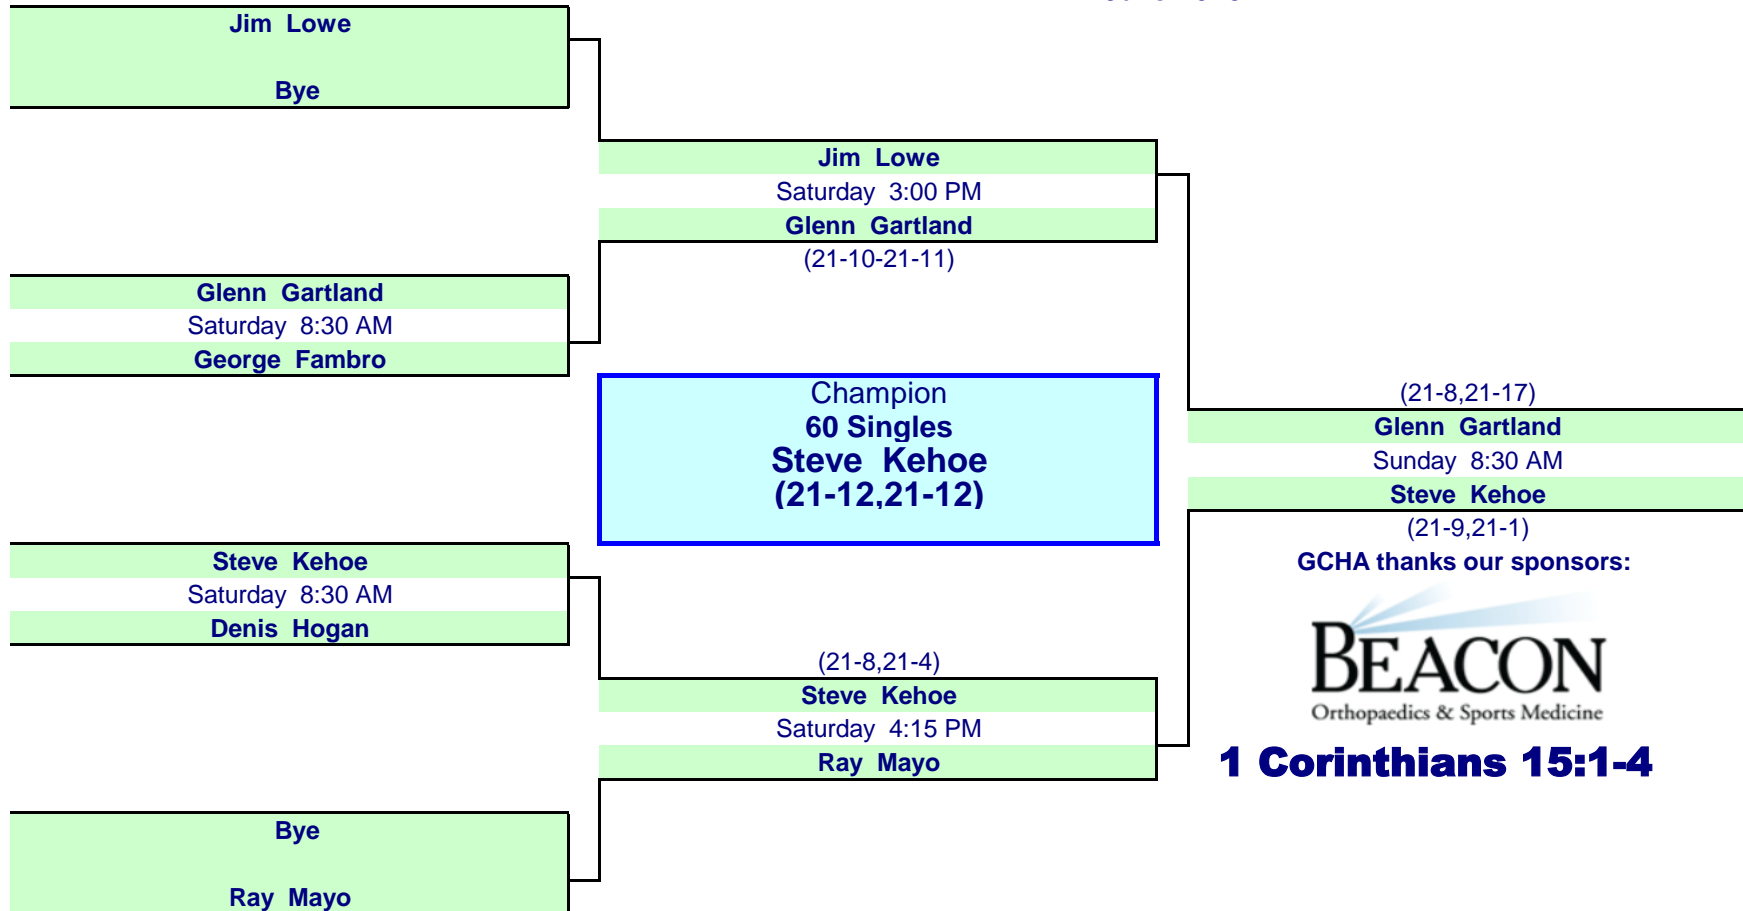 Jim Lowe
Bye
Jim Lowe
Saturday 3:00 PM
Glenn Gartland
(21-10-21-11)
Glenn Gartland
Saturday 8:30 AM
George Fambro
Champion
60 Singles
Steve Kehoe
(21-12,21-12)
(21-8,21-17)
Glenn Gartland
Sunday 8:30 AM
Steve Kehoe
(21-9,21-1)
GCHA thanks our sponsors:
BEACON
Orthopaedics & Sports Medicine
1 Corinthians 15:1-4
Steve Kehoe
Saturday 8:30 AM
Denis Hogan
(21-8,21-4)
Steve Kehoe
Saturday 4:15 PM
Ray Mayo
Bye
Ray Mayo